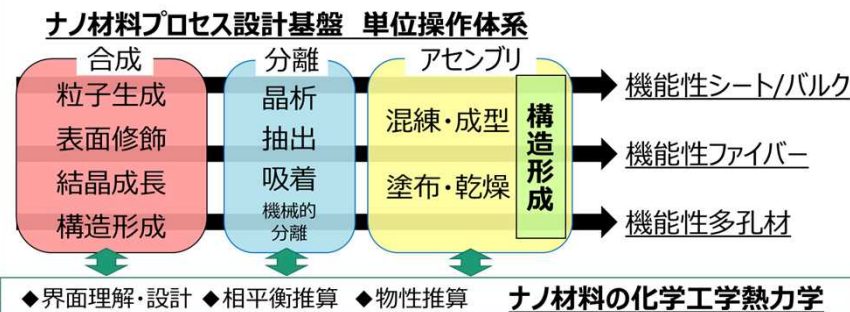 ナノ材料プロセス設計基盤 単位操作体系
合成
粒子生成
表面修飾
結晶成長
構造形成
分離
晶析
抽出
吸着
機械的
分離
アセンブリ
混練・成型
塗布・乾燥
構造形成
機能性シート/バルク
機能性ファイバー
機能性多孔材
◆界面理解・設計 ◆相平衡推算 ◆物性推算 ナノ材料の化学工学熱力学